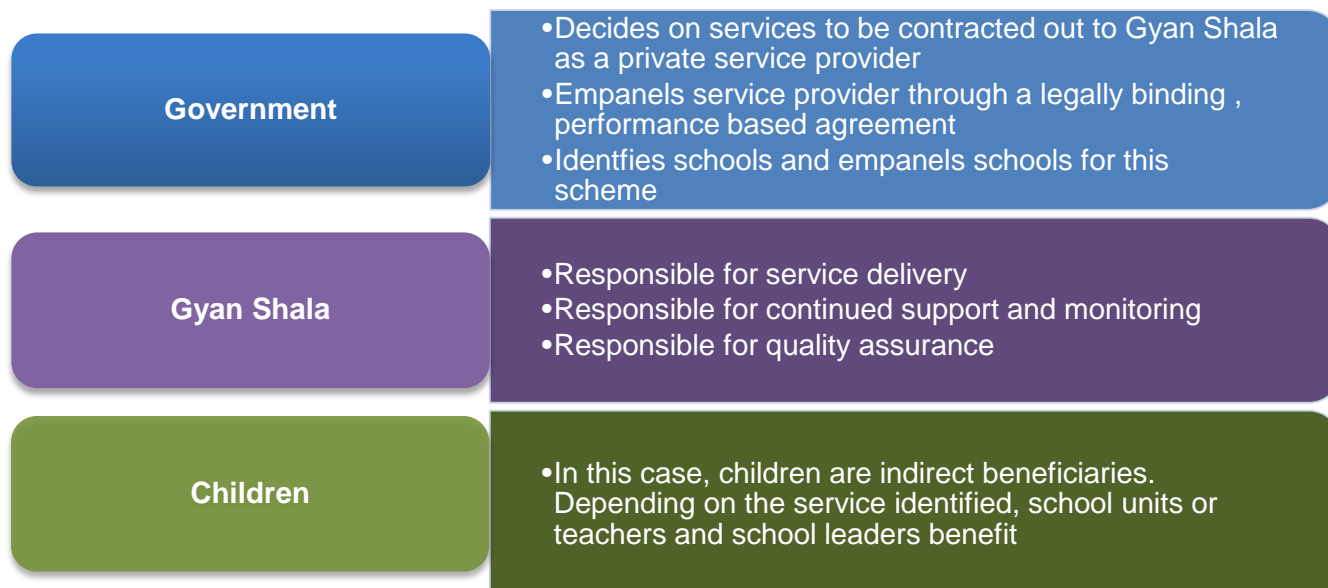 Government
•Decides on services to be contracted out to Gyan Shala
as a private service provider
•Empanels service provider through a legally binding ,
performance based agreement
•Identfies schools and empanels schools for this
scheme
Gyan Shala
•Responsible for service delivery
•Responsible for continued support and monitoring
•Responsible for quality assurance
Children
•In this case, children are indirect beneficiaries.
Depending on the service identified, school units or
teachers and school leaders benefit